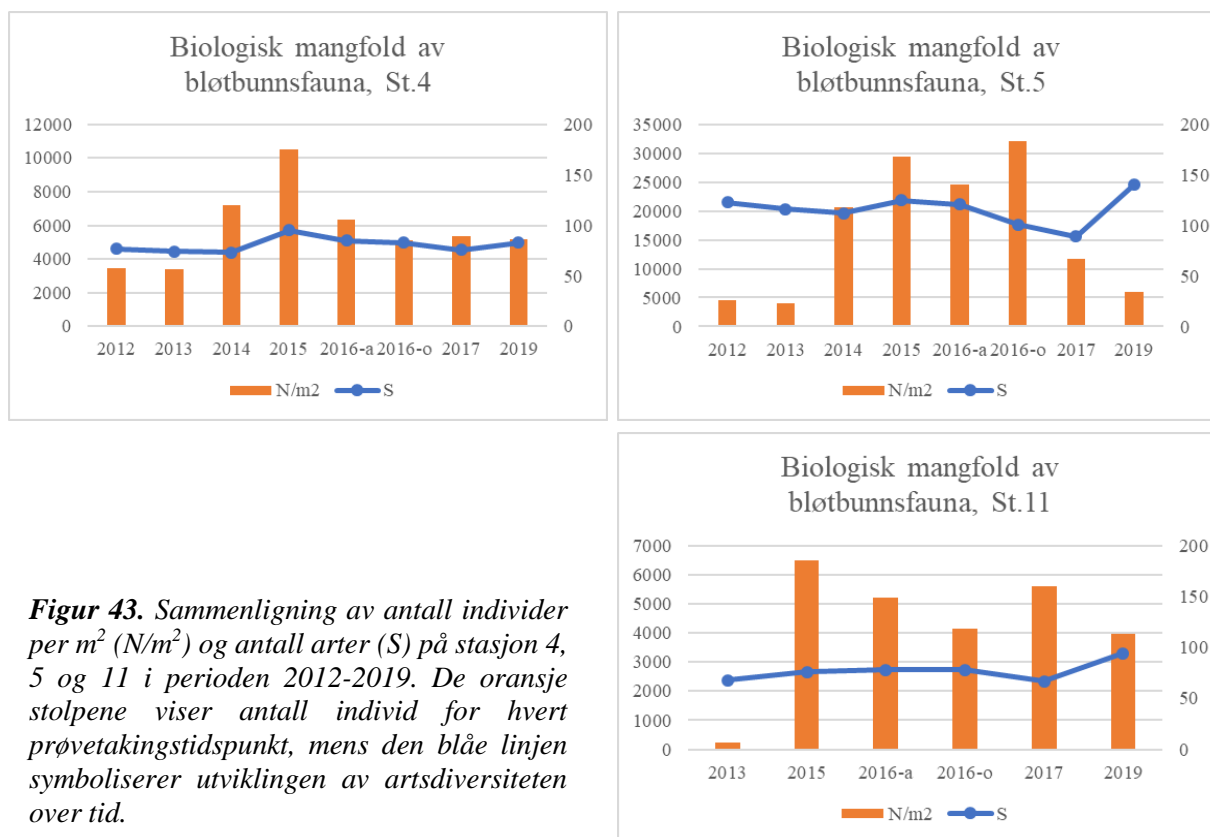 Biologisk mangfold av
bløtbunnsfauna, St.4
12000
10000
8000
6000
4000
2000
0
200
150
100
50
0
2012 2013 2014 2015 2016-a 2016-o 2017 2019
N/m2 S
Biologisk mangfold av
bløtbunnsfauna, St.5
35000
30000
25000
20000
15000
10000
5000
0
200
150
100
50
0
2012 2013 2014 2015 2016-a 2016-o 2017 2019
N/m2 S
Biologisk mangfold av
bløtbunnsfauna, St.11
7000
6000
5000
4000
3000
2000
1000
0
200
150
100
50
0
2013 2015 2016-a 2016-o 2017 2019
N/m2 S
Figur 43. Sammenligning av antall individer
per m² (N/m²) og antall arter (S) på stasjon 4,
5 og 11 i perioden 2012-2019. De oransje
stolpene viser antall individ for hvert
prøvetakingstidspunkt, mens den blåe linjen
symboliserer utviklingen av artsdiversiteten
over tid.